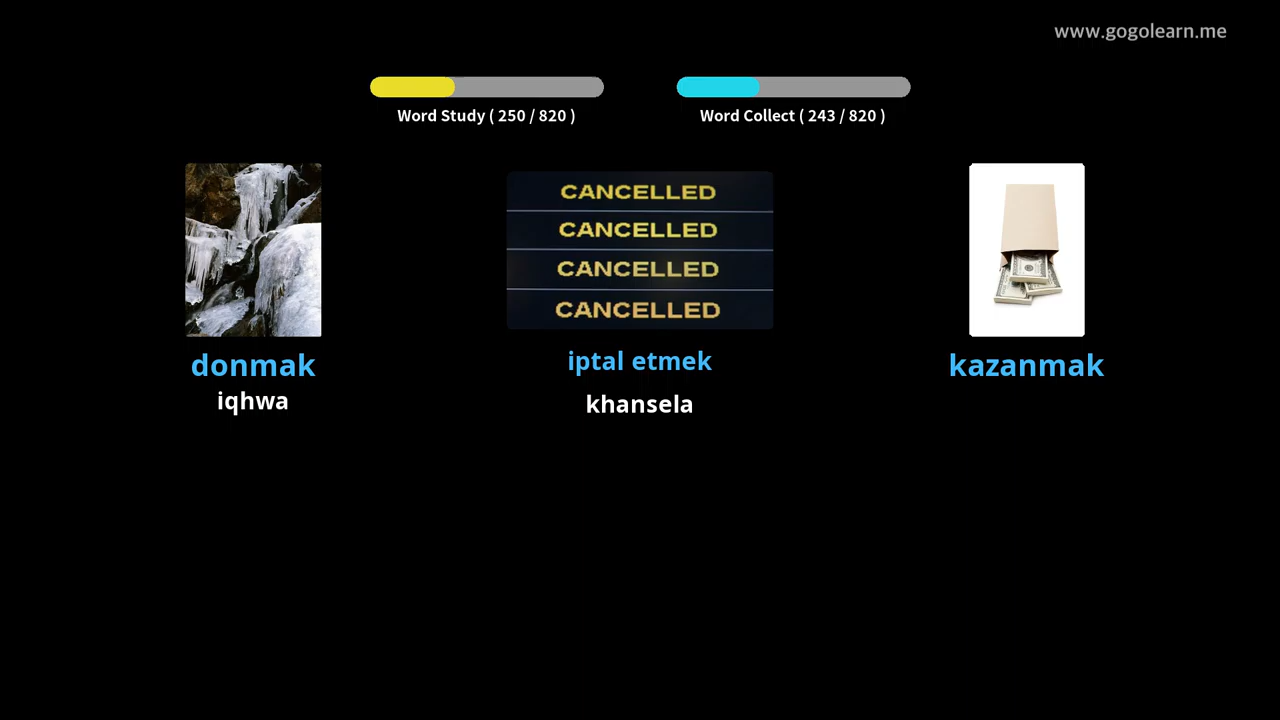 www.gogolearn.me
Word Study ( 250 / 820 )
Word Collect ( 243 / 820 )
CANCELLED
CANCELLED
CANCELLED
CANCELLED
donmak
iptal etmek
kazanmak
iqhwa
khansela